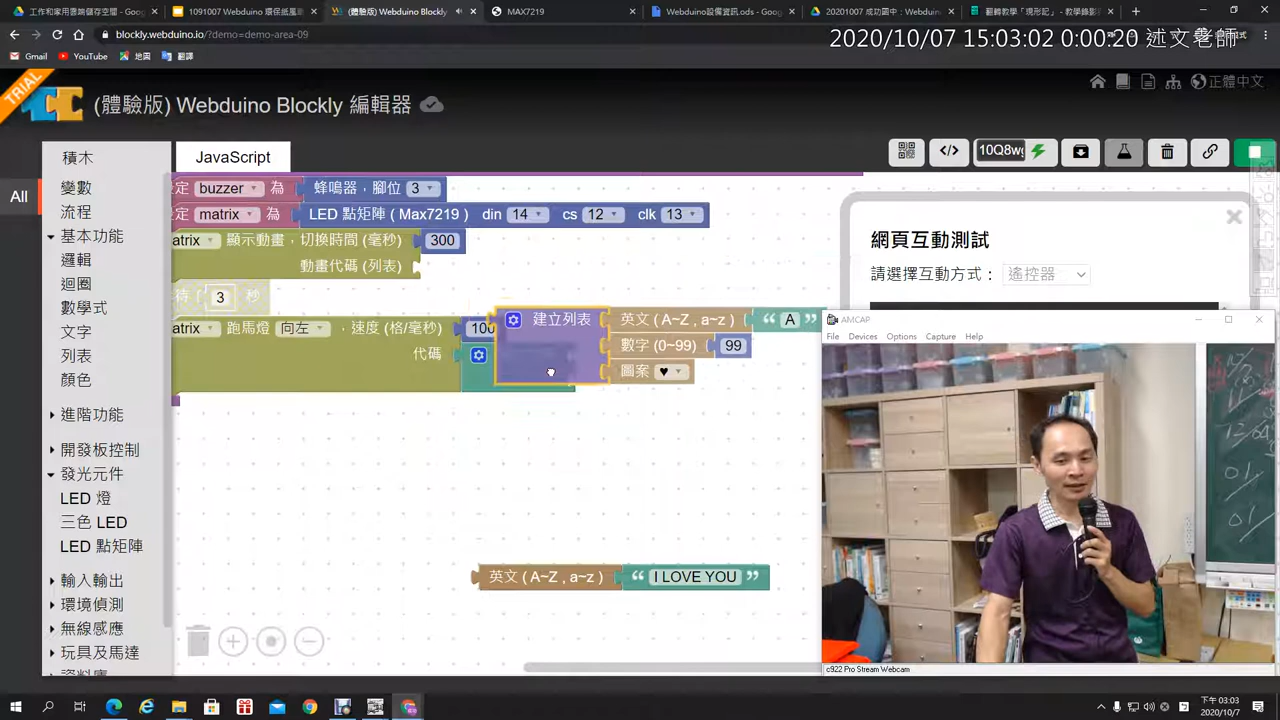 工作和家用雲端儲存空間 - Goo
1091007 Webduino 環保紙風
(體驗版) Webduino Blockly
MAX7219
Webduino設備資訊.ods - Goog
20201007 成功國中：Webduino
翻轉教學「現形記」- 教學錄影
blockly.webduino.io/?demo=demo-area-09
2020/10/07 15:03:02 0:00:20 述文老師
Gmail
YouTube
地圖
翻譯
TRIAL
(體驗版) Webduino Blockly 編輯器
正體中文
積木
JavaScript
10Q8w
All
變數
流程
基本功能
邏輯
迴圈
數學式
文字
列表
顏色
進階功能
開發板控制
發光元件
LED 燈
三色 LED
LED 點矩陣
輸入輸出
環境偵測
無線感應
玩具及馬達
定 buzzer 為 蜂鳴器，腳位 3
定 matrix 為 LED 點矩陣 ( Max7219 ) din 14 cs 12 clk 13
atrix 顯示動畫，切換時間 (毫秒) 300
動畫代碼 (列表)
待 3 秒
atrix 跑馬燈 向左 ，速度 (格/毫秒) 100
代碼
建立列表 英文 ( A~Z , a~z ) “ A ”
數字 (0~99) 99
圖案 ♥
英文 ( A~Z , a~z ) “ I LOVE YOU ”
網頁互動測試
請選擇互動方式： 遙控器
AMCAP
File Devices Options Capture Help
c922 Pro Stream Webcam
下午 03:03
2020/10/7